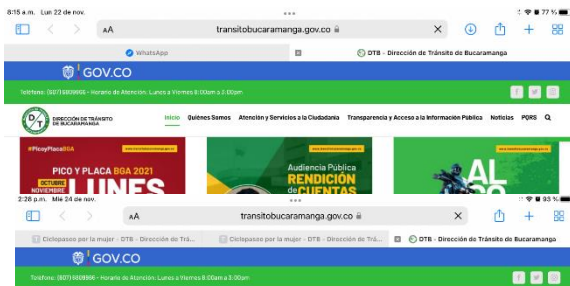 8:15 a.m. Lun 22 de nov. 77 %
AA transitobucaramanga.gov.co
WhatsApp DTB - Dirección de Tránsito de Bucaramanga
GOV.CO
Teléfono: (607) 6809966 - Horario de Atención: Lunes a Viernes 8:00am a 3:00pm
DIRECCIÓN DE TRÁNSITO
DE BUCARAMANGA
Inicio Quiénes Somos Atención y Servicios a la Ciudadanía Transparencia y Acceso a la Información Pública Noticias PQRS
#PicoyPlacaBGA
PICO Y PLACA BGA 2021
OCTUBRE
NOVIEMBRE
LUNES
Audiencia Pública
RENDICIÓN
de CUENTAS
AL
2:28 p.m. Mié 24 de nov. 93 %
AA transitobucaramanga.gov.co
Ciclopaseo por la mujer - DTB - Dirección de Trá... Ciclopaseo por la mujer - DTB - Dirección de Trá... DTB - Dirección de Tránsito de Bucaramanga
GOV.CO
Teléfono: (607) 6809966 - Horario de Atención: Lunes a Viernes 8:00am a 3:00pm